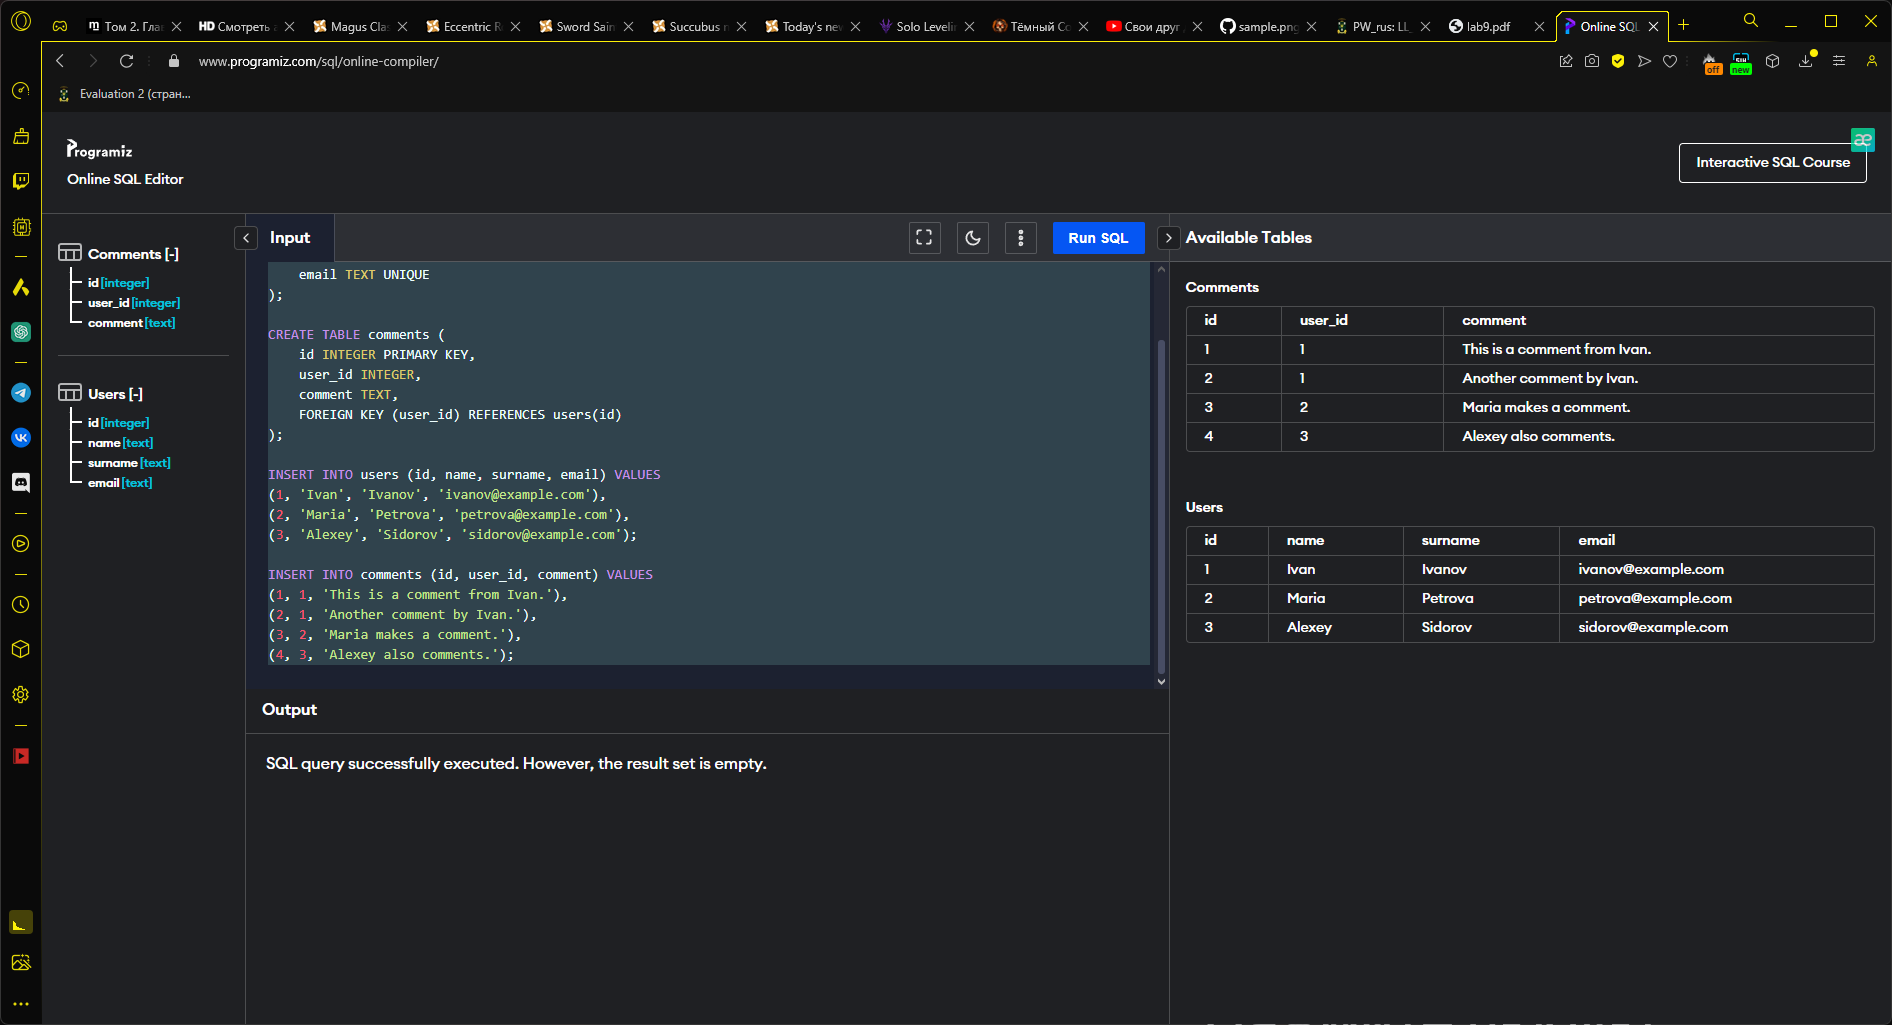 Том 2. Гла
HD Смотреть а
Magus Clas
Eccentric R
Sword Sain
Succubus n
Today's nev
Solo Levelin
Тёмный Со
Свои друг
sample.png
PW_rus: LL_
lab9.pdf
Online SQL
www.programiz.com/sql/online-compiler/
off
new
Evaluation 2 (стран...
Programiz
Online SQL Editor
æ
Interactive SQL Course
Comments [-]
id [integer]
user_id [integer]
comment [text]
Users [-]
id [integer]
name [text]
surname [text]
email [text]
Input
Run SQL
email TEXT UNIQUE
);
CREATE TABLE comments (
id INTEGER PRIMARY KEY,
user_id INTEGER,
comment TEXT,
FOREIGN KEY (user_id) REFERENCES users(id)
);
INSERT INTO users (id, name, surname, email) VALUES
(1, 'Ivan', 'Ivanov', 'ivanov@example.com'),
(2, 'Maria', 'Petrova', 'petrova@example.com'),
(3, 'Alexey', 'Sidorov', 'sidorov@example.com');
INSERT INTO comments (id, user_id, comment) VALUES
(1, 1, 'This is a comment from Ivan.'),
(2, 1, 'Another comment by Ivan.'),
(3, 2, 'Maria makes a comment.'),
(4, 3, 'Alexey also comments.');
Output
SQL query successfully executed. However, the result set is empty.
Available Tables
Comments
id user_id comment
1 1 This is a comment from Ivan.
2 1 Another comment by Ivan.
3 2 Maria makes a comment.
4 3 Alexey also comments.
Users
id name surname email
1 Ivan Ivanov ivanov@example.com
2 Maria Petrova petrova@example.com
3 Alexey Sidorov sidorov@example.com